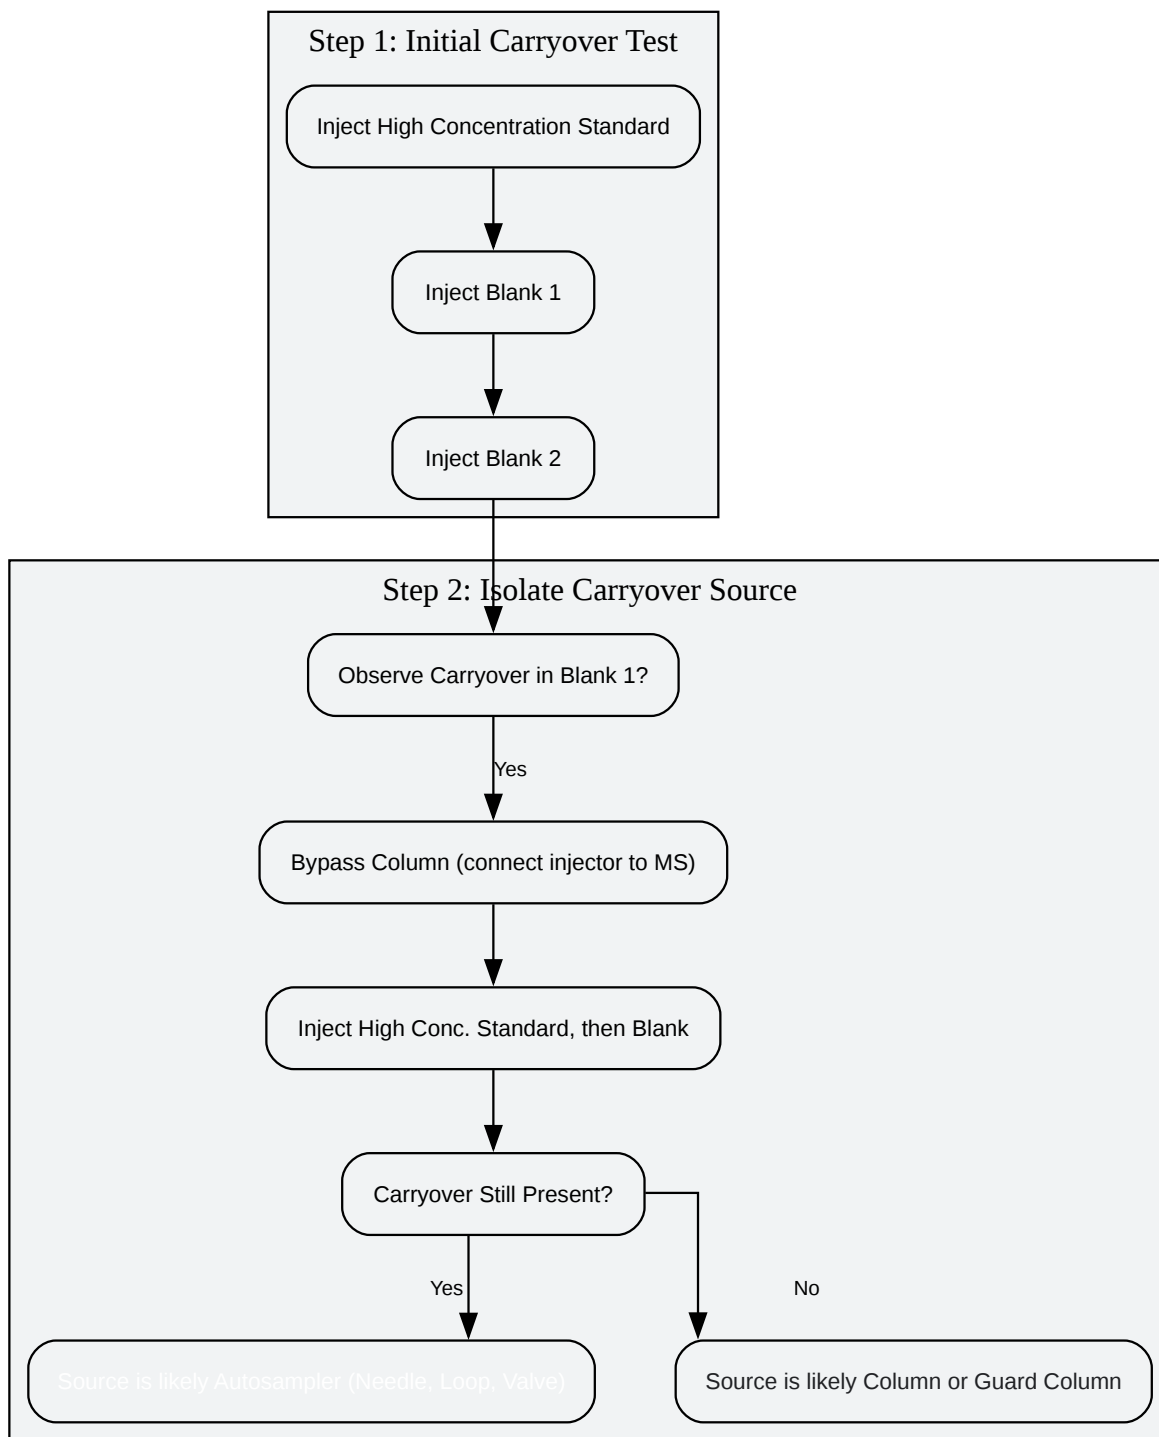 Step 1: Initial Carryover Test
Inject High Concentration Standard
Inject Blank 1
Inject Blank 2
Step 2: Isolate Carryover Source
Observe Carryover in Blank 1?
Yes
Bypass Column (connect injector to MS)
Inject High Conc. Standard, then Blank
Carryover Still Present?
Yes
No
Source is likely Autosampler (Needle, Loop, Valve)
Source is likely Column or Guard Column